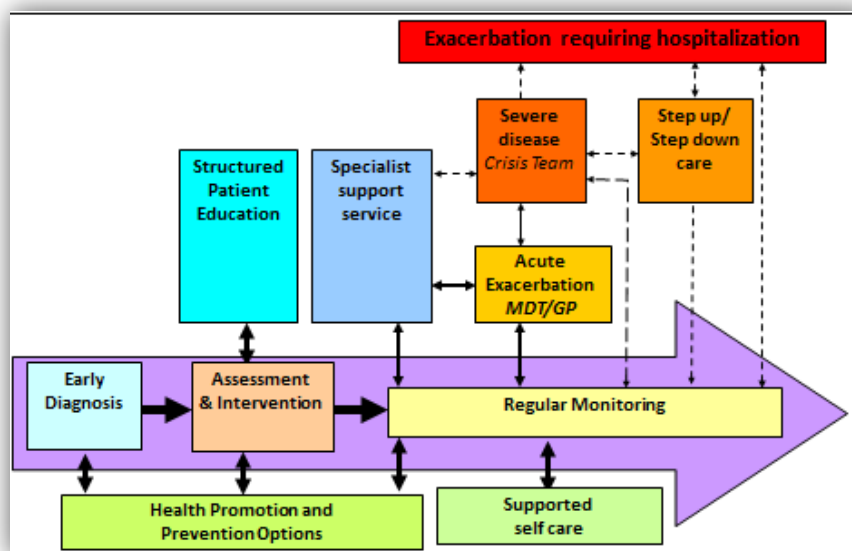 Exacerbation requiring hospitalization
Severe
disease
Crisis Team
Step up/
Step down
care
Structured
Patient
Education
Specialist
support
service
Acute
Exacerbation
MDT/GP
Early
Diagnosis
Assessment
& Intervention
Regular Monitoring
Health Promotion and
Prevention Options
Supported
self care